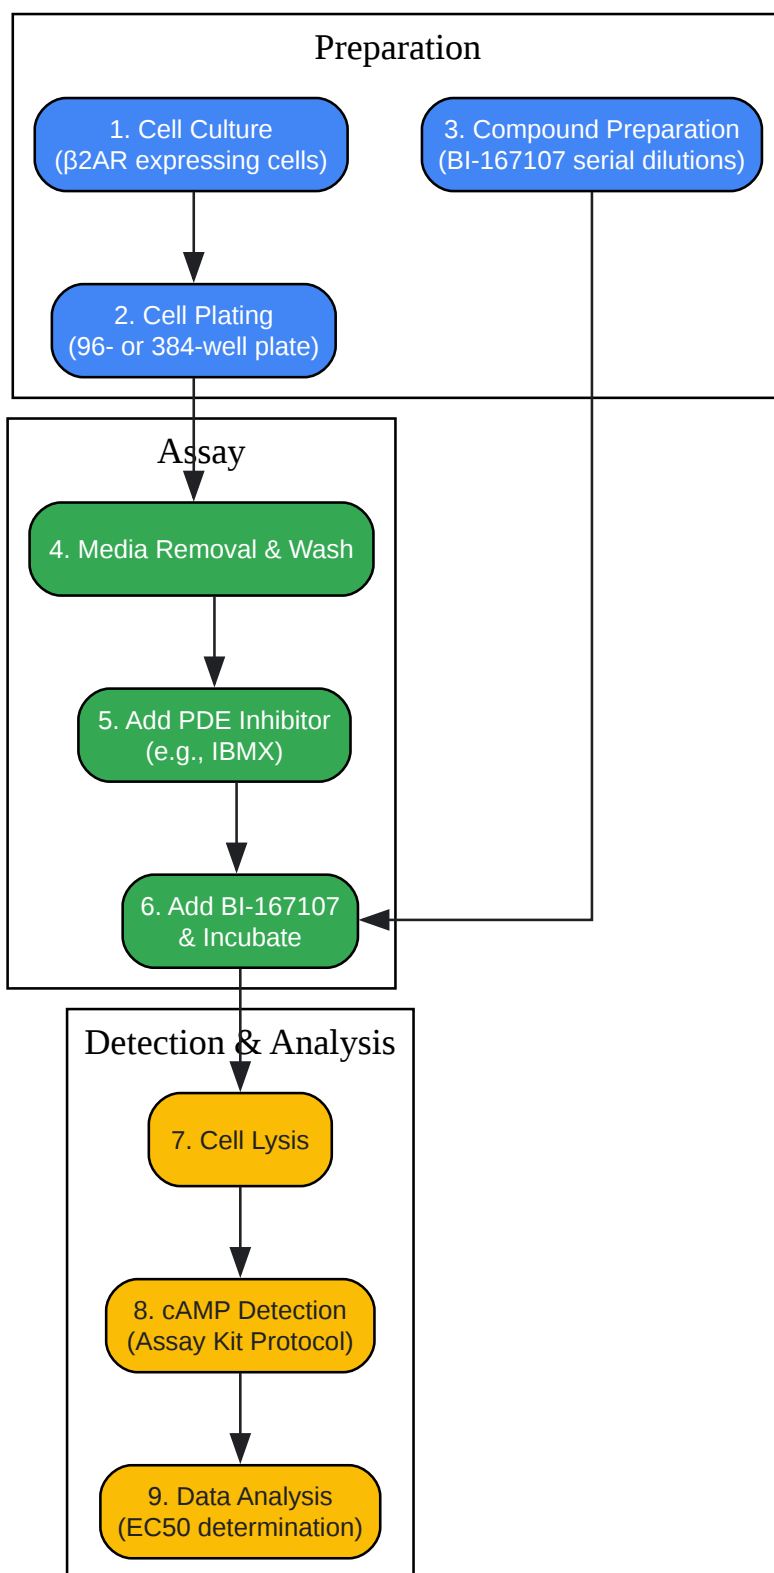 Preparation
1. Cell Culture
(β2AR expressing cells)
3. Compound Preparation
(BI-167107 serial dilutions)
2. Cell Plating
(96- or 384-well plate)
Assay
4. Media Removal & Wash
5. Add PDE Inhibitor
(e.g., IBMX)
6. Add BI-167107
& Incubate
Detection & Analysis
7. Cell Lysis
8. cAMP Detection
(Assay Kit Protocol)
9. Data Analysis
(EC50 determination)